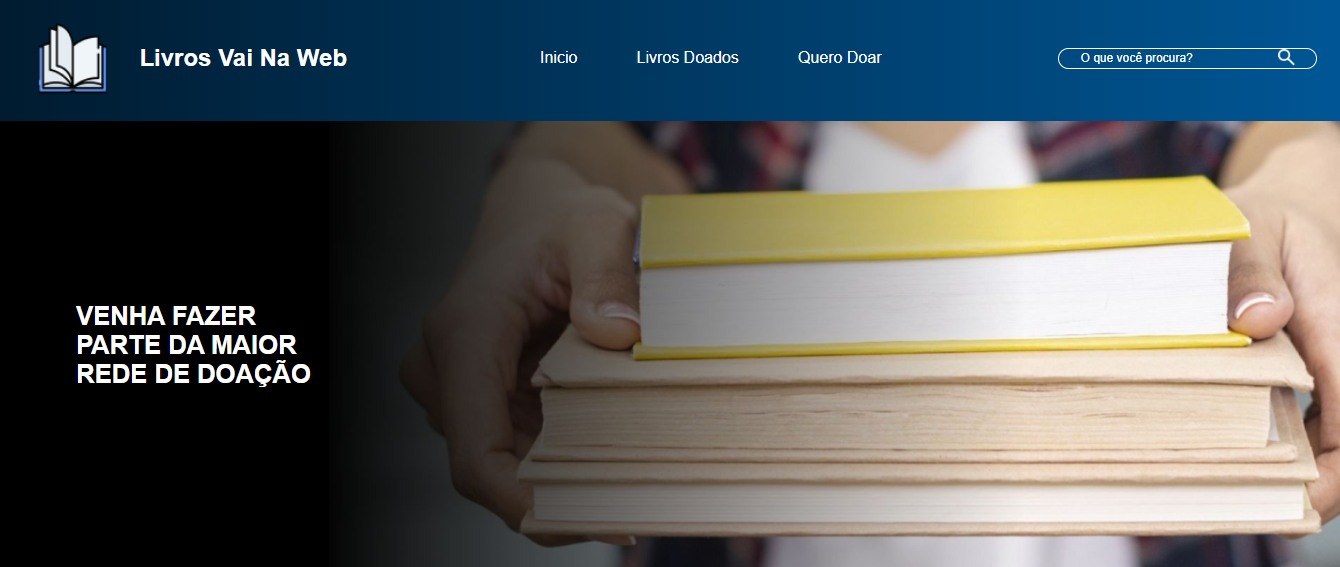 Livros Vai Na Web
Inicio
Livros Doados
Quero Doar
O que você procura?
VENHA FAZER
PARTE DA MAIOR
REDE DE DOAÇÃO